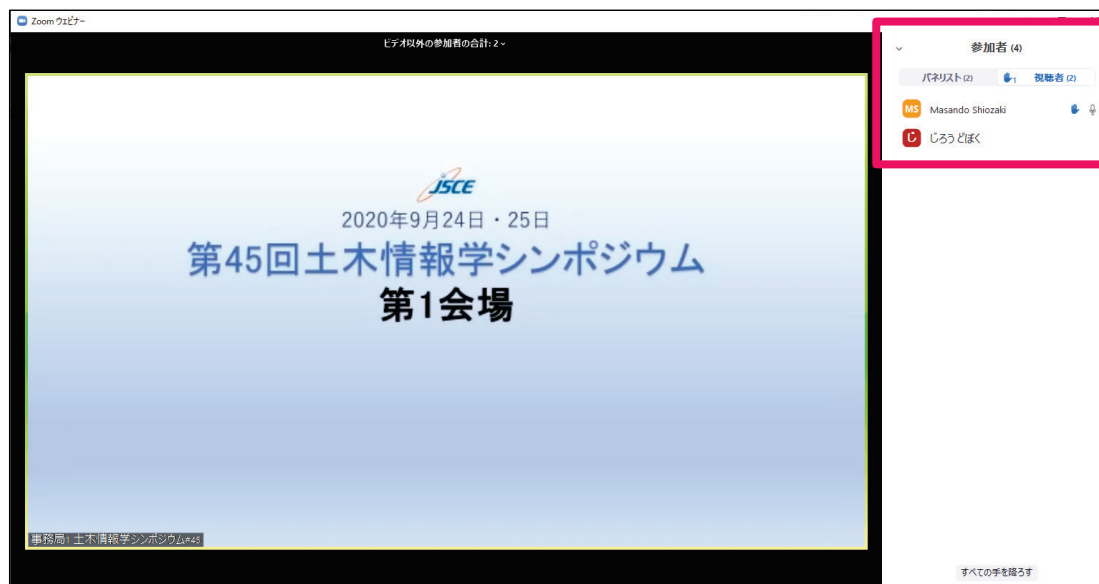 Zoom ウェビナー
ビデオ以外の参加者の合計: 2
参加者 (4)
パネリスト (2) 1 視聴者 (2)
MS Masando Shiozaki
じ じろう どぼく
JSCE
2020年9月24日・25日
第45回土木情報学シンポジウム
第1会場
事務局1 土木情報学シンポジウム#45
すべての手を降ろす